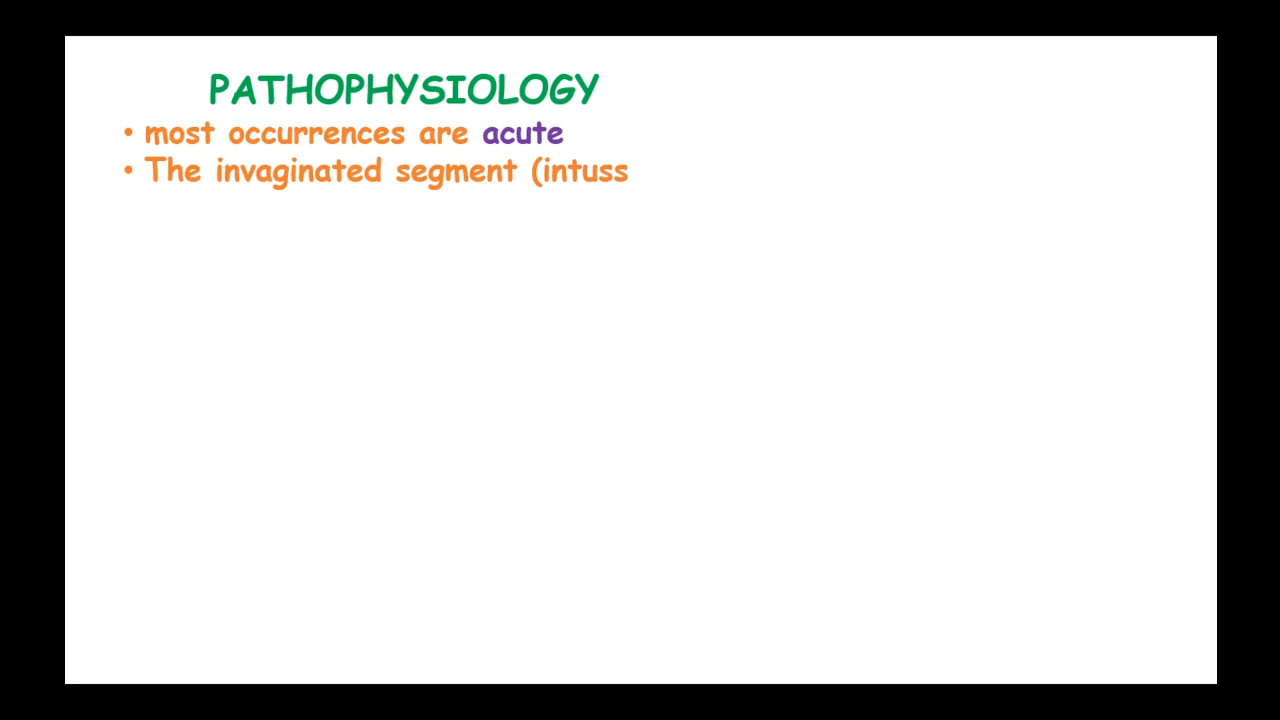 PATHOPHYSIOLOGY
• most occurrences are acute
• The invaginated segment (intuss